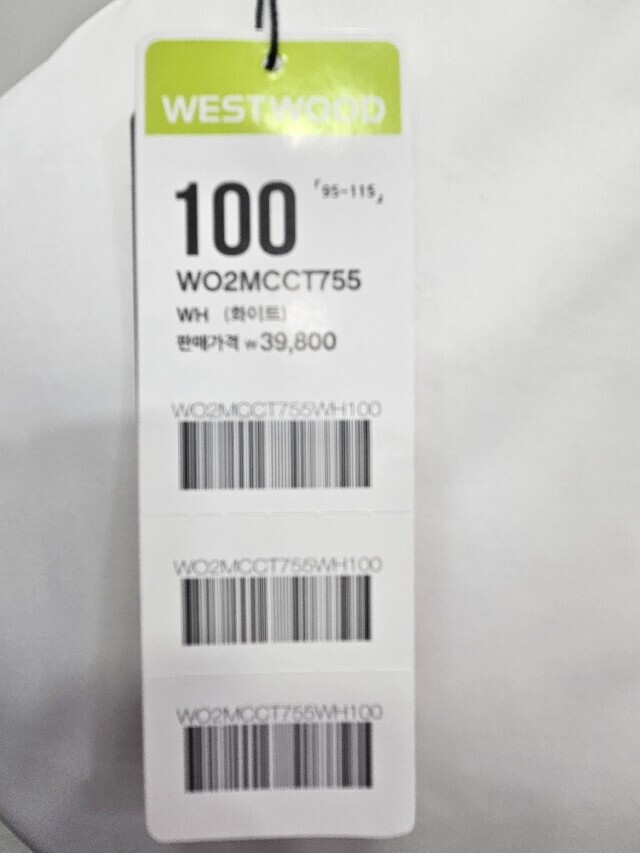 WESTWOOD
100 「95-115」
WO2MCCT755
WH (화이트)
판매가격 ₩39,800
WO2MCCT755WH100
WO2MCCT755WH100
WO2MCCT755WH100